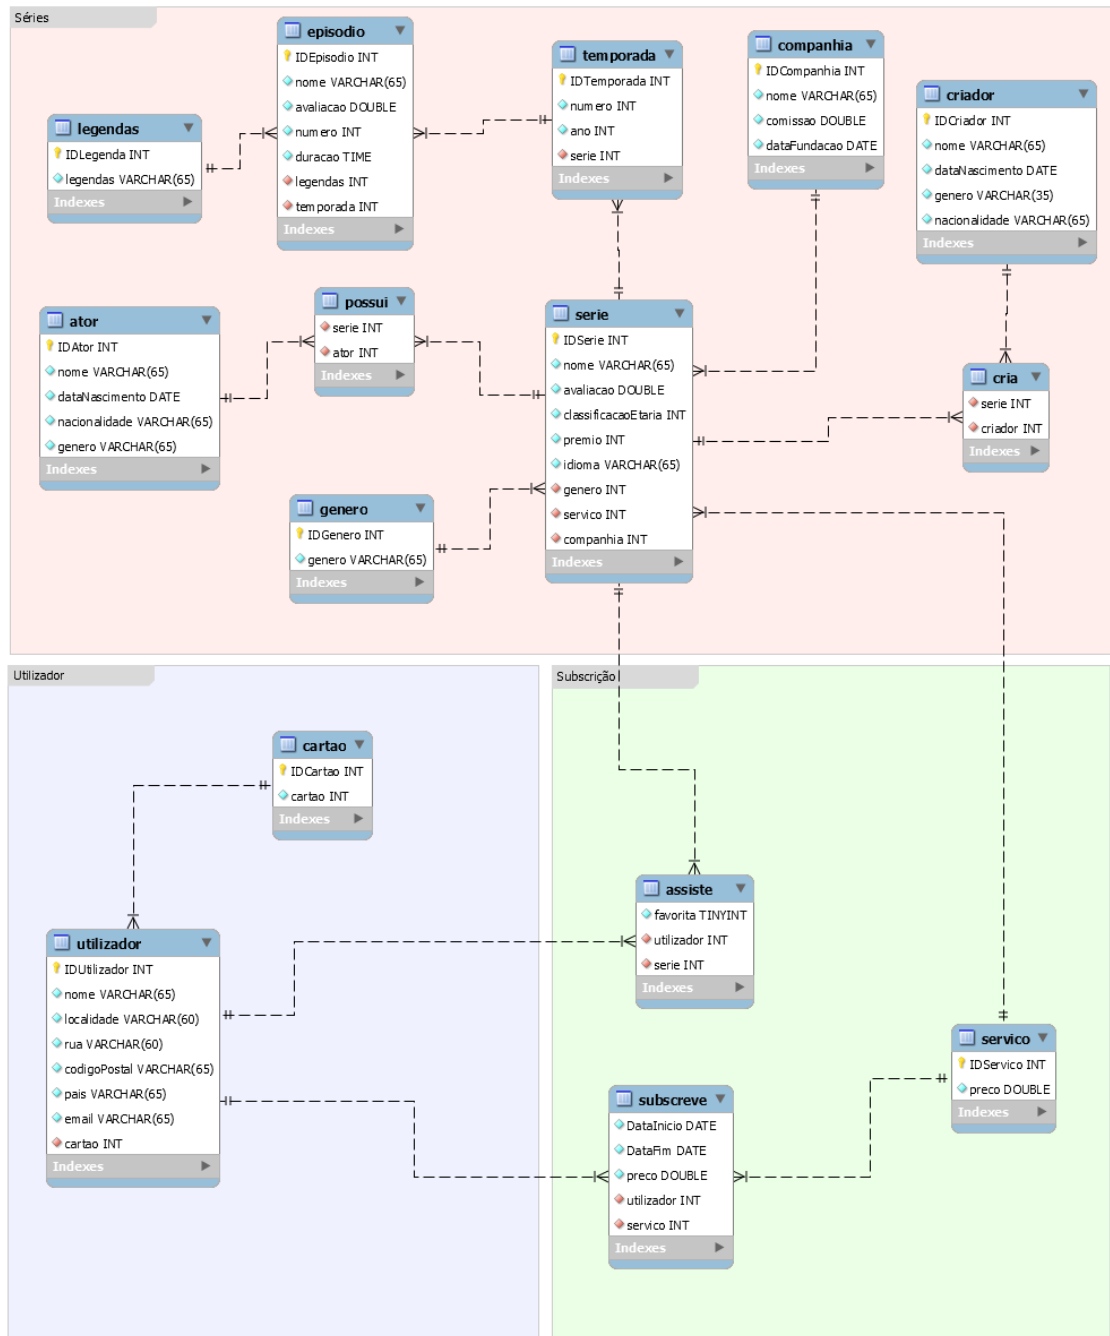 Séries
episodio
IDEpisodio INT
nome VARCHAR(65)
avaliacao DOUBLE
numero INT
duracao TIME
legendas INT
temporada INT
Indexes
temporada
IDTemporada INT
numero INT
ano INT
serie INT
Indexes
companhia
IDCompanhia INT
nome VARCHAR(65)
comissao DOUBLE
dataFundacao DATE
Indexes
criador
IDCriador INT
nome VARCHAR(65)
dataNascimento DATE
genero VARCHAR(35)
nacionalidade VARCHAR(65)
Indexes
legendas
IDLegenda INT
legendas VARCHAR(65)
Indexes
ator
IDAtor INT
nome VARCHAR(65)
dataNascimento DATE
nacionalidade VARCHAR(65)
genero VARCHAR(65)
Indexes
possui
serie INT
ator INT
Indexes
serie
IDSerie INT
nome VARCHAR(65)
avaliacao DOUBLE
classificacaoEtaria INT
premio INT
idioma VARCHAR(65)
genero INT
servico INT
companhia INT
Indexes
cria
serie INT
criador INT
Indexes
genero
IDGenero INT
genero VARCHAR(65)
Indexes
Utilizador
cartao
IDCartao INT
cartao INT
Indexes
utilizador
IDUtilizador INT
nome VARCHAR(65)
localidade VARCHAR(60)
rua VARCHAR(60)
codigoPostal VARCHAR(65)
pais VARCHAR(65)
email VARCHAR(65)
cartao INT
Indexes
Subscrição
assiste
favorita TINYINT
utilizador INT
serie INT
Indexes
servico
IDServico INT
preco DOUBLE
Indexes
subscreve
DataInicio DATE
DataFim DATE
preco DOUBLE
utilizador INT
servico INT
Indexes